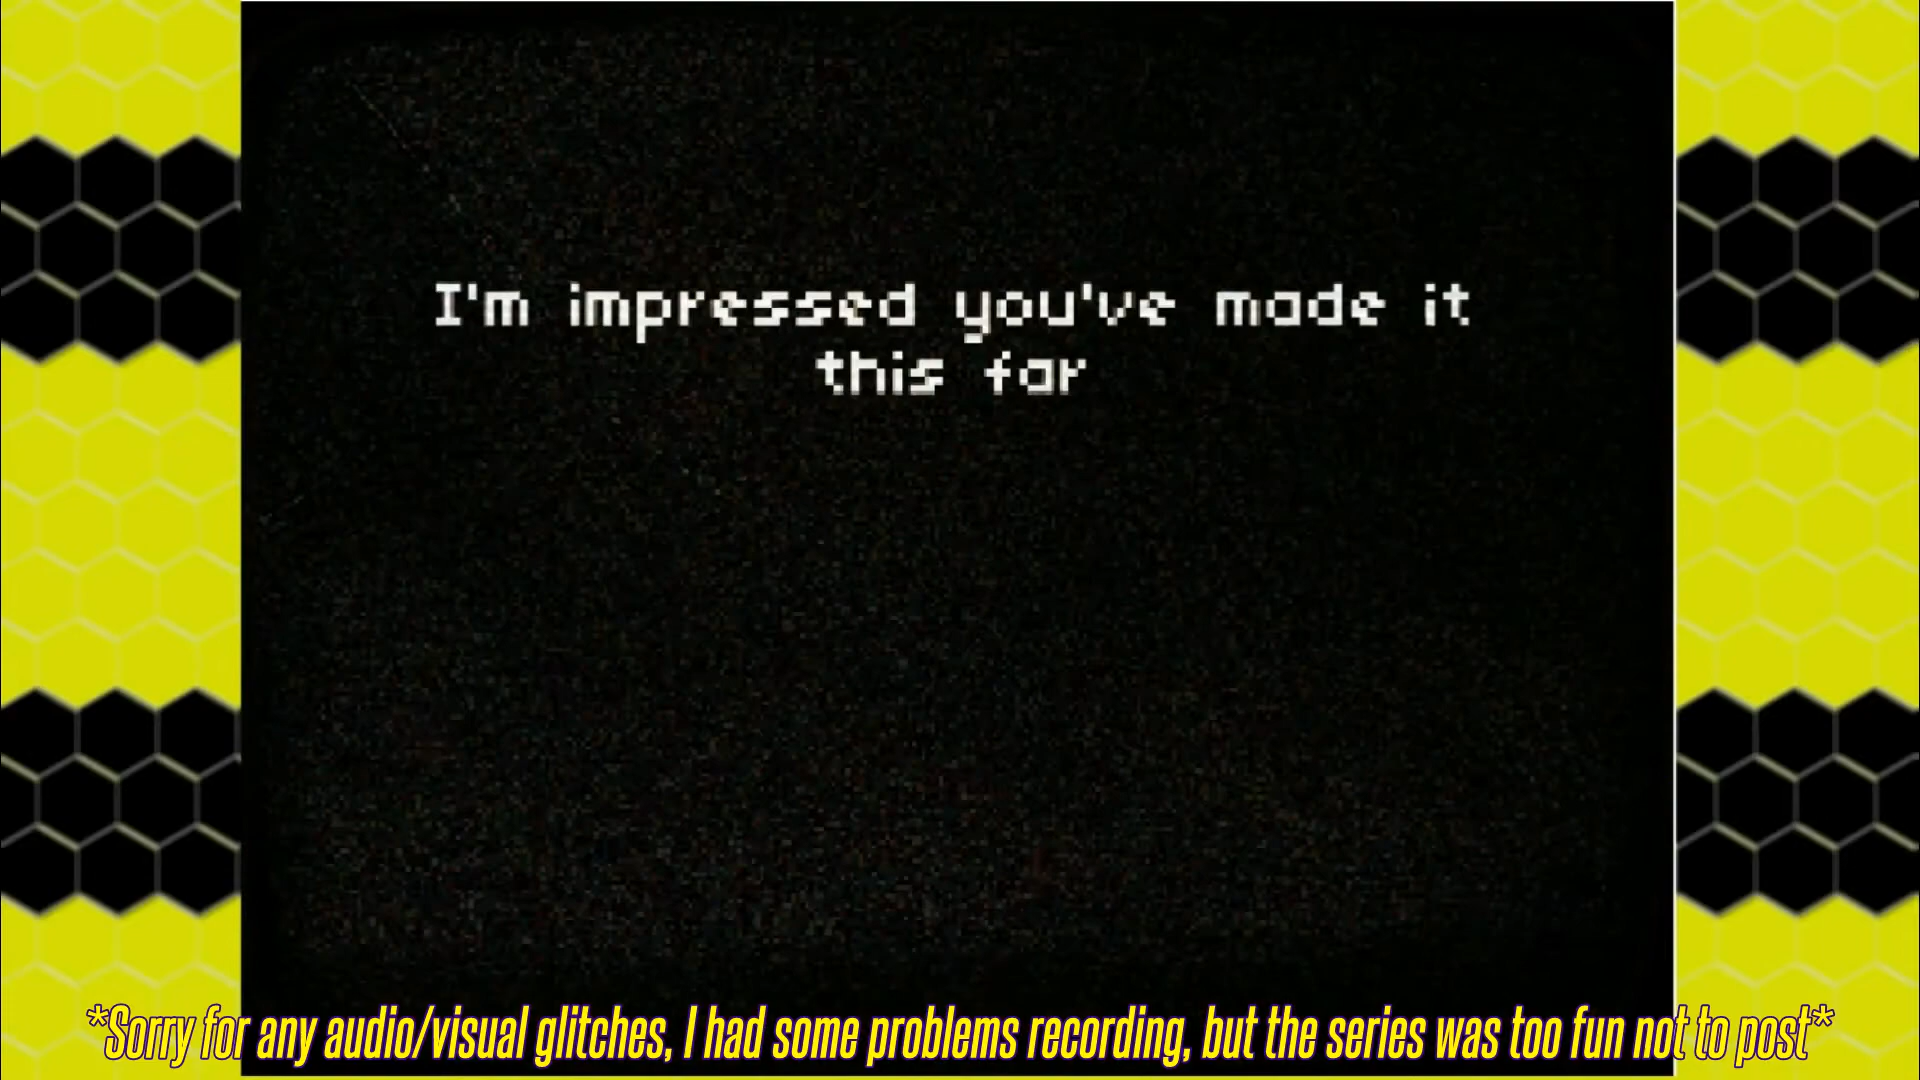 I'm impressed you've made it
this far
*Sorry for any audio/visual glitches, I had some problems recording, but the series was too fun not to post*